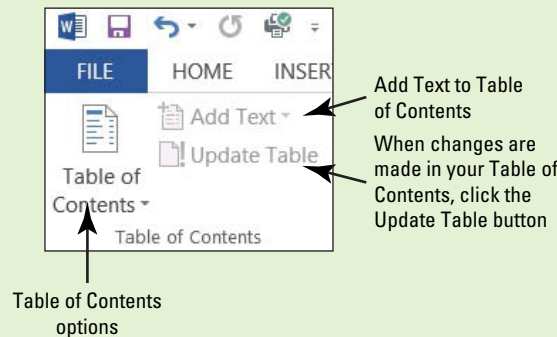 FILE HOME INSER
Add Text
Update Table
Table of
Contents
Table of Contents
Add Text to Table
of Contents
When changes are
made in your Table of
Contents, click the
Update Table button
Table of Contents
options